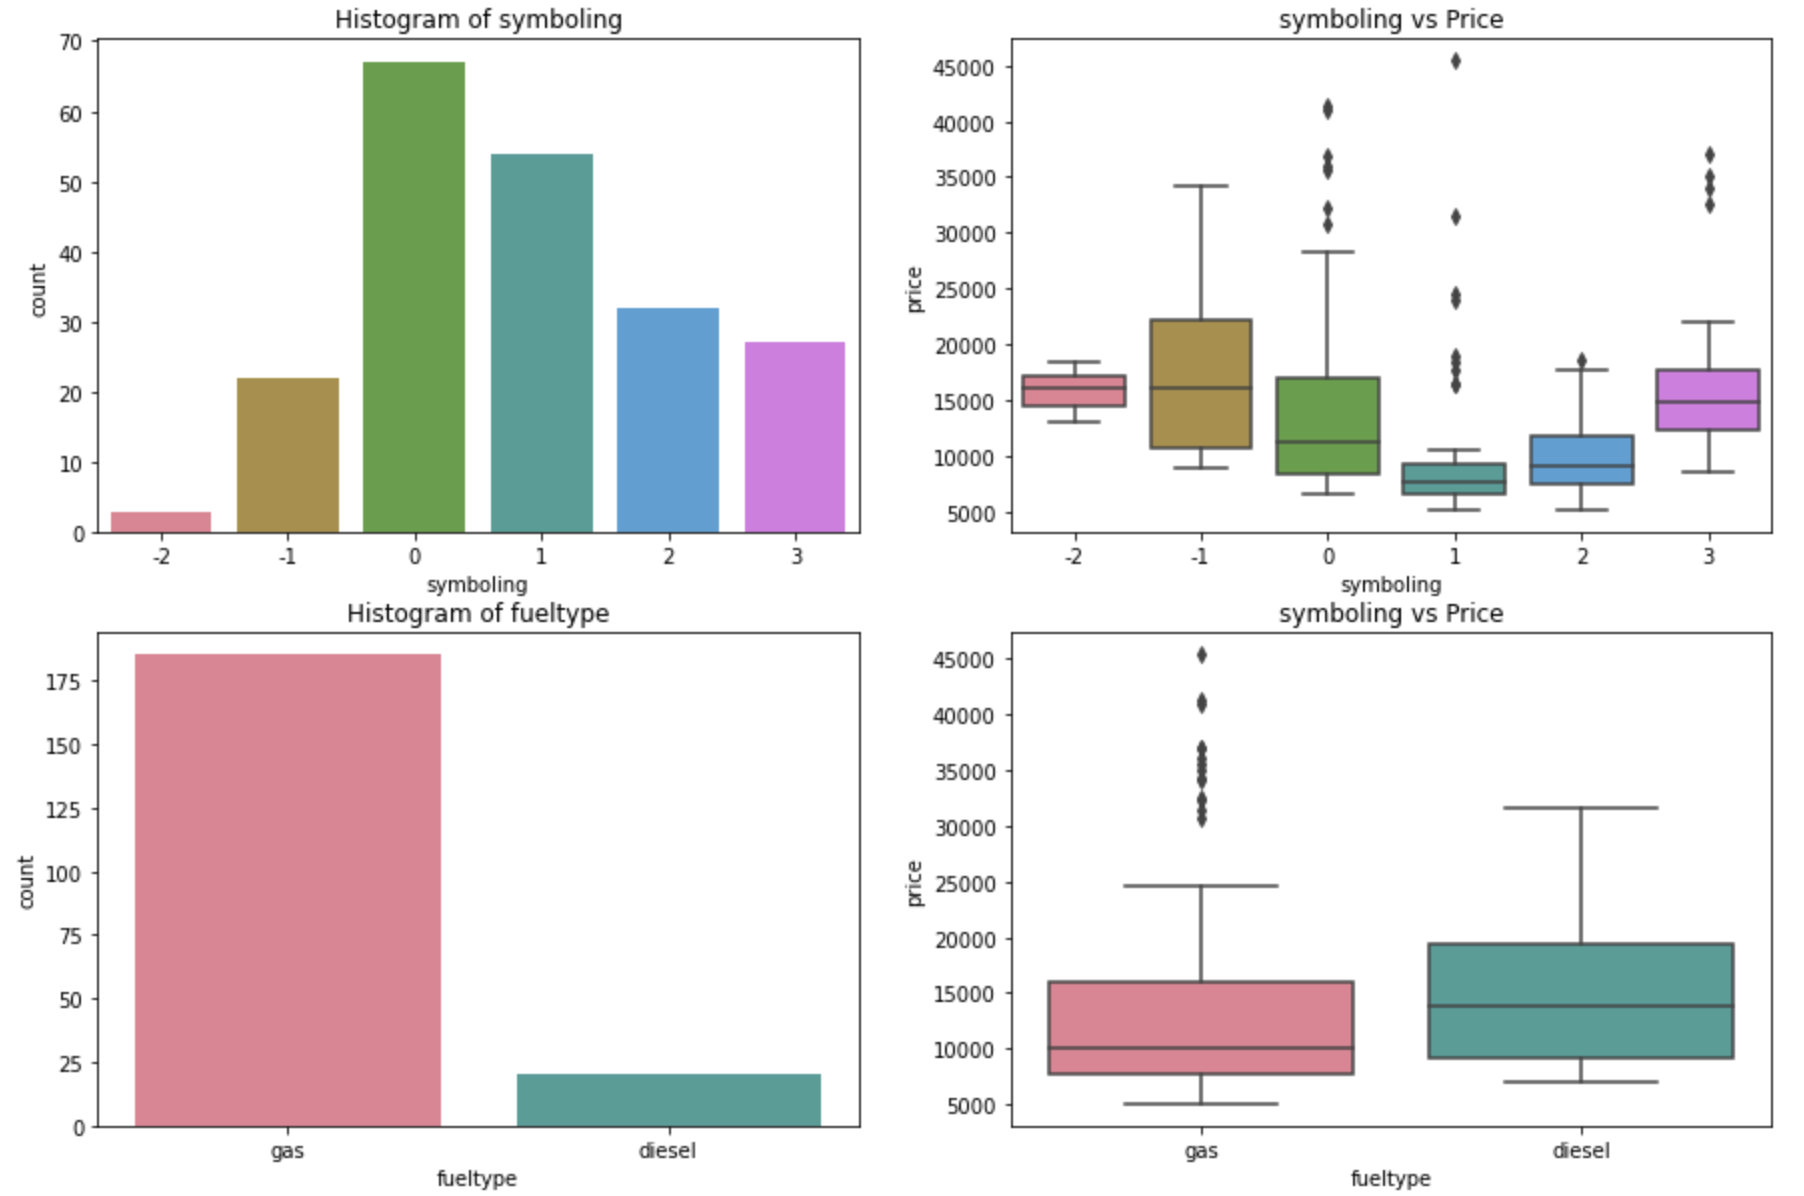 Histogram of symboling
70
60
50
40
30
20
10
0
count
-2 -1 0 1 2 3
symboling
symboling vs Price
45000
40000
35000
30000
25000
20000
15000
10000
5000
price
-2 -1 0 1 2 3
symboling
Histogram of fueltype
175
150
125
100
75
50
25
0
count
gas diesel
fueltype
symboling vs Price
45000
40000
35000
30000
25000
20000
15000
10000
5000
price
gas diesel
fueltype